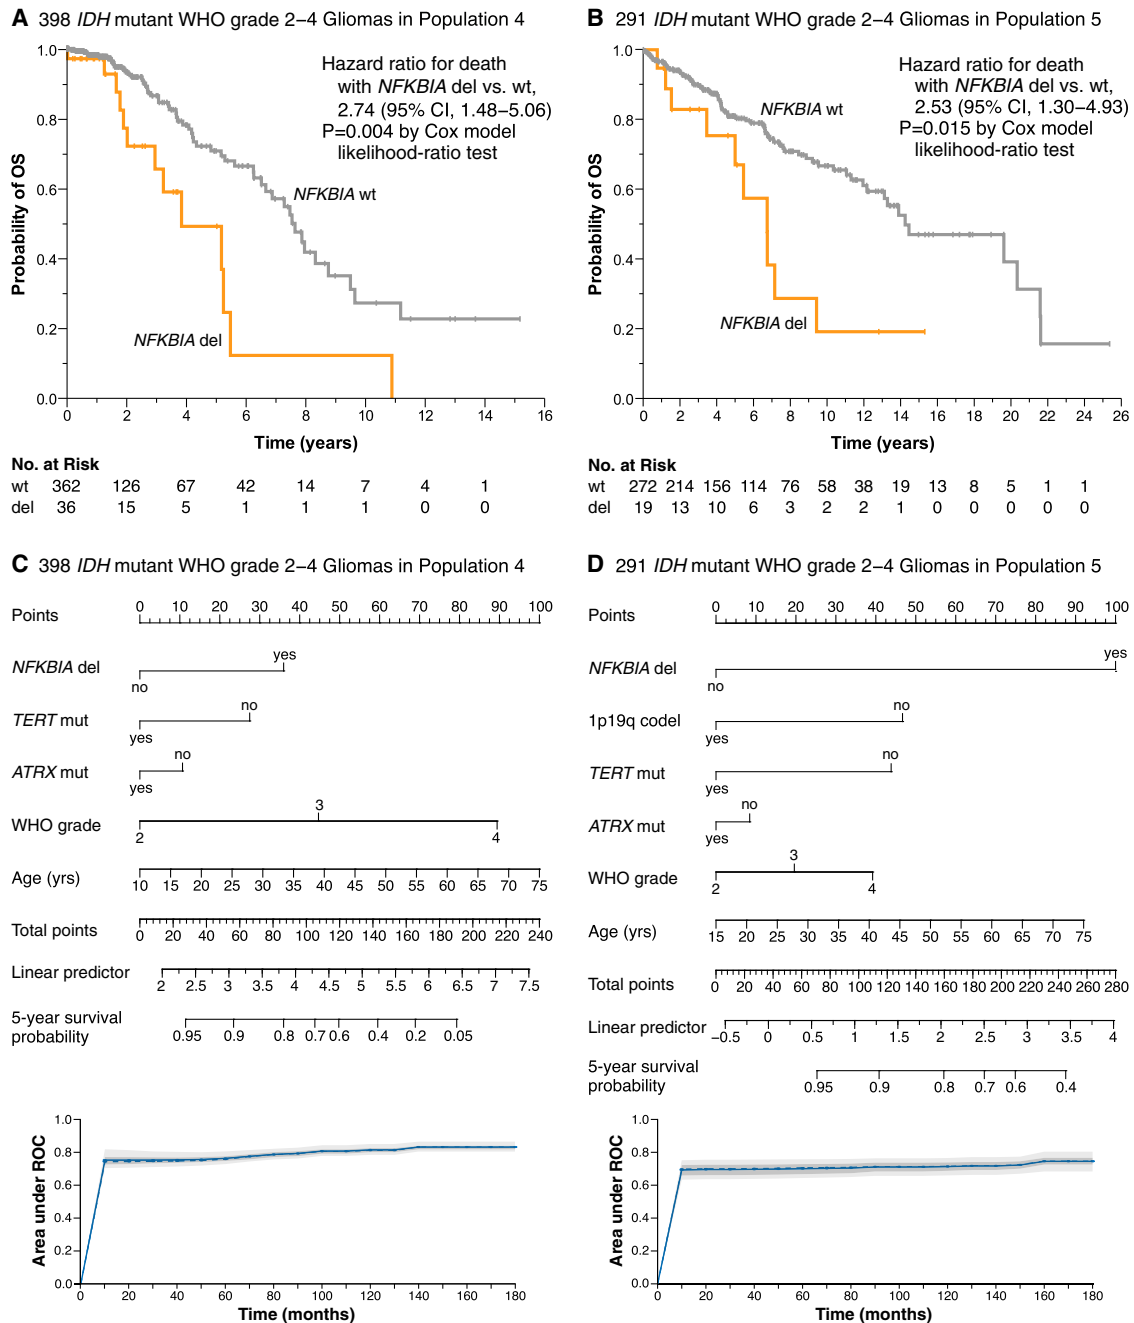 A 398 IDH mutant WHO grade 2–4 Gliomas in Population 4
Probability of OS
1.0
0.8
0.6
0.4
0.2
0.0
Hazard ratio for death
with NFKBIA del vs. wt,
2.74 (95% CI, 1.48–5.06)
P=0.004 by Cox model
likelihood-ratio test
NFKBIA wt
NFKBIA del
0 2 4 6 8 10 12 14 16
Time (years)
No. at Risk
wt 362 126 67 42 14 7 4 1
del 36 15 5 1 1 1 0 0
B 291 IDH mutant WHO grade 2–4 Gliomas in Population 5
Probability of OS
1.0
0.8
0.6
0.4
0.2
0.0
Hazard ratio for death
with NFKBIA del vs. wt,
2.53 (95% CI, 1.30–4.93)
P=0.015 by Cox model
likelihood-ratio test
NFKBIA wt
NFKBIA del
0 2 4 6 8 10 12 14 16 18 20 22 24 26
Time (years)
No. at Risk
wt 272 214 156 114 76 58 38 19 13 8 5 1 1
del 19 13 10 6 3 2 2 1 0 0 0 0 0
C 398 IDH mutant WHO grade 2–4 Gliomas in Population 4
Points 0 10 20 30 40 50 60 70 80 90 100
yes
NFKBIA del
no
no
TERT mut
yes
no
ATRX mut
yes
3
WHO grade
2 4
Age (yrs)
10 15 20 25 30 35 40 45 50 55 60 65 70 75
Total points
0 20 40 60 80 100 120 140 160 180 200 220 240
Linear predictor
2 2.5 3 3.5 4 4.5 5 5.5 6 6.5 7 7.5
5-year survival
probability
0.95 0.9 0.8 0.7 0.6 0.4 0.2 0.05
Area under ROC
1.0
0.8
0.6
0.4
0.2
0.0
0 20 40 60 80 100 120 140 160 180
Time (months)
D 291 IDH mutant WHO grade 2–4 Gliomas in Population 5
Points 0 10 20 30 40 50 60 70 80 90 100
yes
NFKBIA del
no
no
1p19q codel
yes
no
TERT mut
yes
no
ATRX mut
yes
3
WHO grade
2 4
Age (yrs)
15 20 25 30 35 40 45 50 55 60 65 70 75
Total points
0 20 40 60 80 100 120 140 160 180 200 220 240 260 280
Linear predictor
−0.5 0 0.5 1 1.5 2 2.5 3 3.5 4
5-year survival
probability
0.95 0.9 0.8 0.7 0.6 0.4
Area under ROC
1.0
0.8
0.6
0.4
0.2
0.0
0 20 40 60 80 100 120 140 160 180
Time (months)